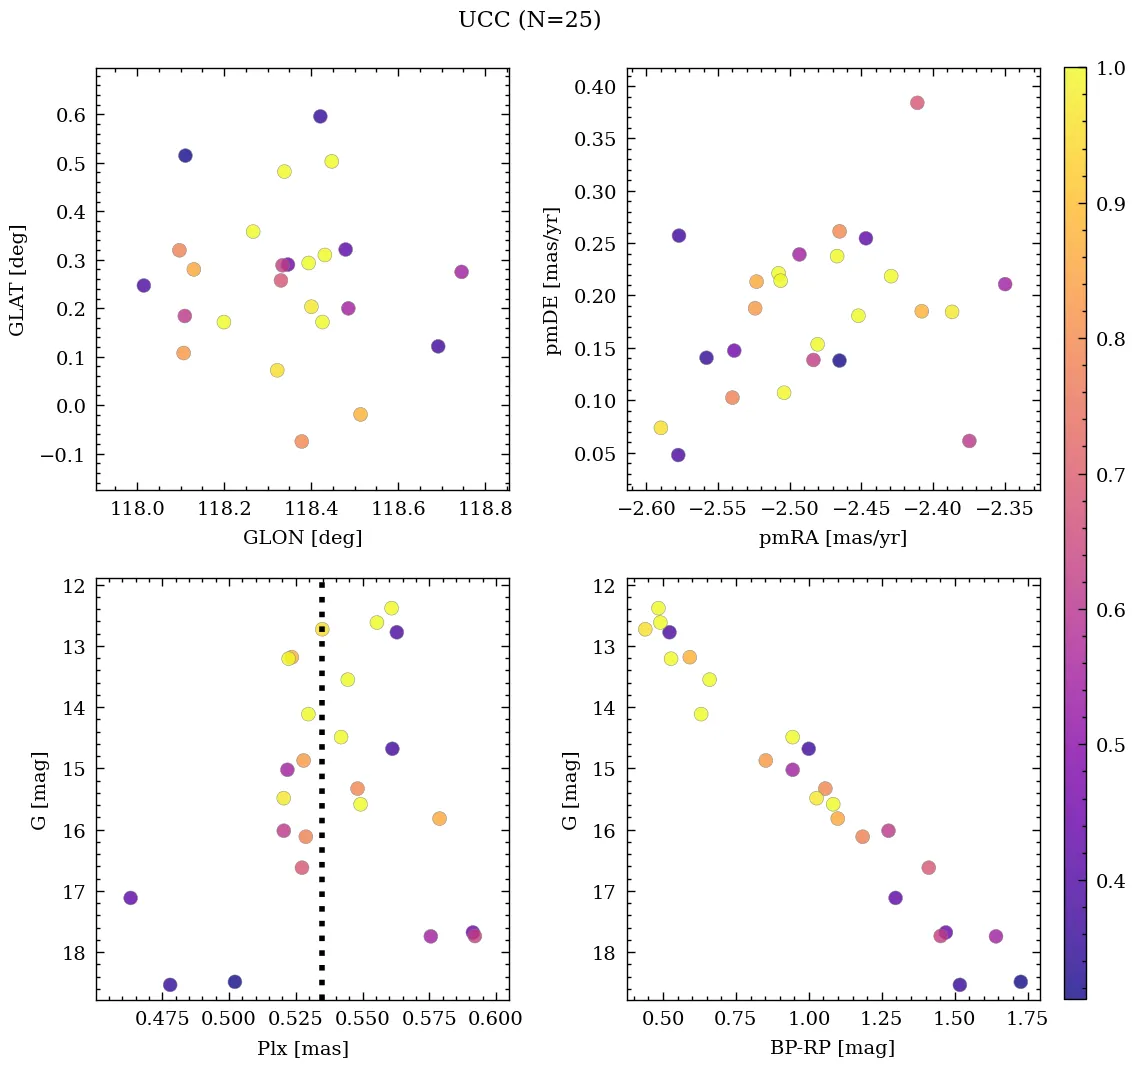 UCC (N=25)
0.6
0.5
0.4
0.3
0.2
0.1
0.0
−0.1
GLAT [deg]
118.0 118.2 118.4 118.6 118.8
GLON [deg]
0.40
0.35
0.30
0.25
0.20
0.15
0.10
0.05
pmDE [mas/yr]
−2.60 −2.55 −2.50 −2.45 −2.40 −2.35
pmRA [mas/yr]
12
13
14
15
16
17
18
G [mag]
0.475 0.500 0.525 0.550 0.575 0.600
Plx [mas]
12
13
14
15
16
17
18
G [mag]
0.50 0.75 1.00 1.25 1.50 1.75
BP-RP [mag]
1.0
0.9
0.8
0.7
0.6
0.5
0.4